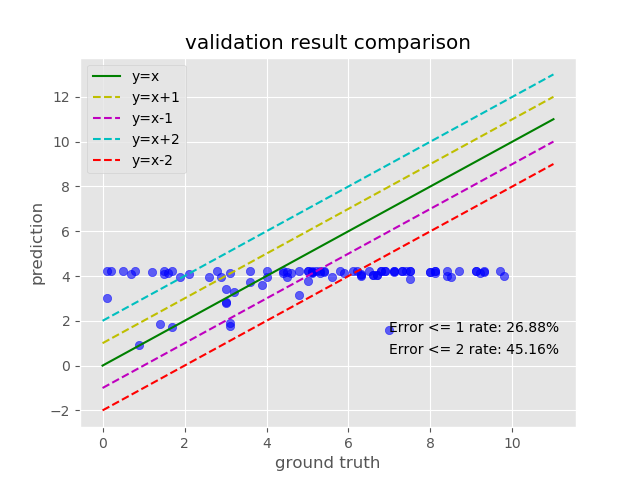 validation result comparison
y=x
y=x+1
y=x-1
y=x+2
y=x-2
12
10
8
6
4
2
0
−2
prediction
Error <= 1 rate: 26.88%
Error <= 2 rate: 45.16%
0 2 4 6 8 10
ground truth